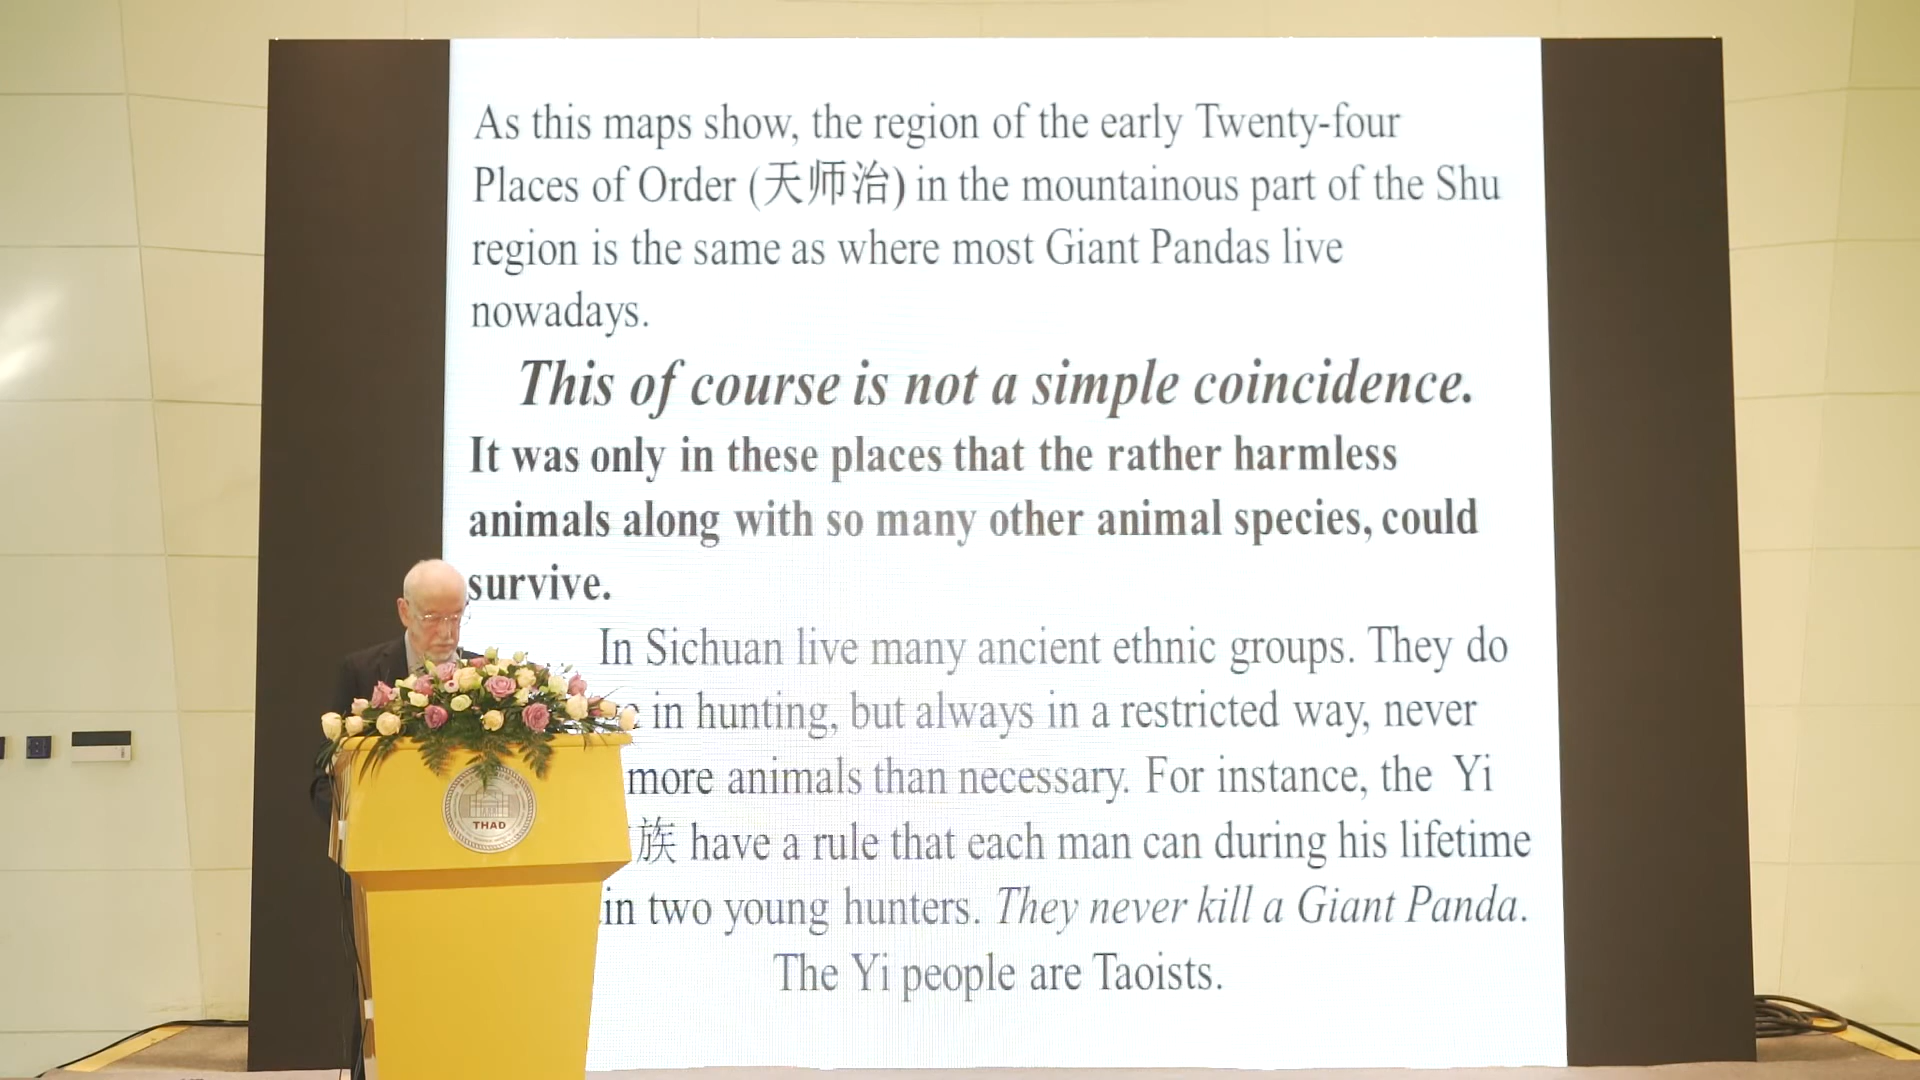 As this maps show, the region of the early Twenty-four
Places of Order (天师治) in the mountainous part of the Shu
region is the same as where most Giant Pandas live
nowadays.
This of course is not a simple coincidence.
It was only in these places that the rather harmless
animals along with so many other animal species, could
survive.
In Sichuan live many ancient ethnic groups. They do
in hunting, but always in a restricted way, never
more animals than necessary. For instance, the Yi
族 have a rule that each man can during his lifetime
in two young hunters. They never kill a Giant Panda.
The Yi people are Taoists.
THAD